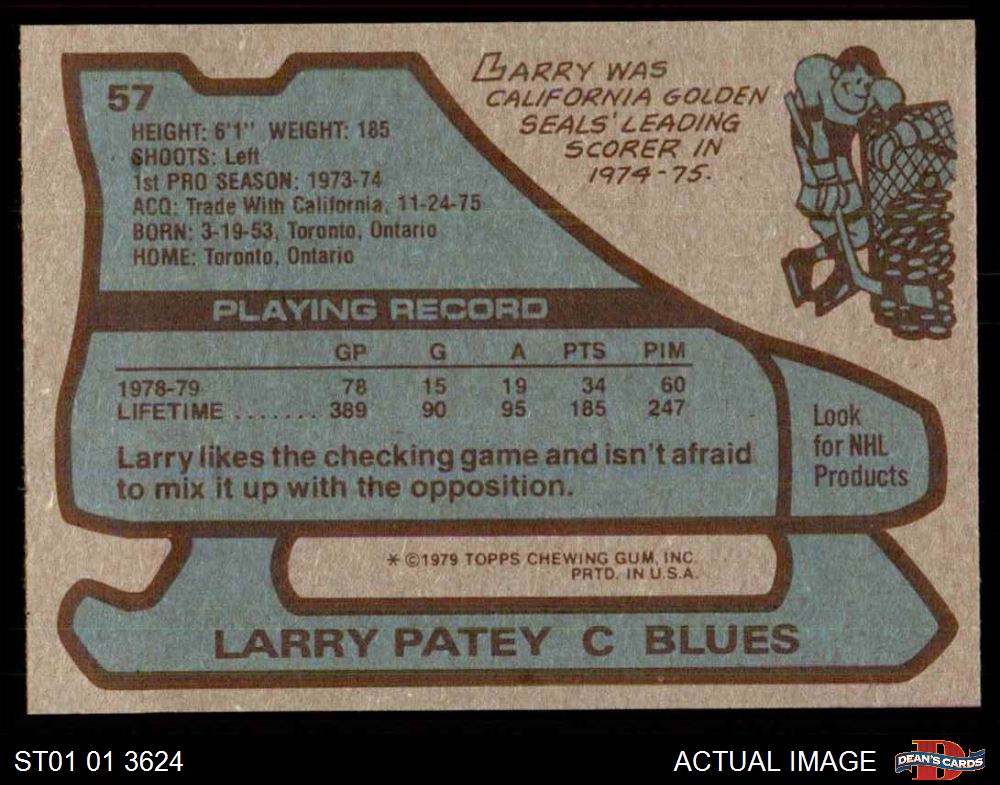 57
HEIGHT: 6'1" WEIGHT: 185
SHOOTS: Left
1st PRO SEASON: 1973-74
ACQ: Trade With California, 11-24-75
BORN: 3-19-53, Toronto, Ontario
HOME: Toronto, Ontario
LARRY WAS
CALIFORNIA GOLDEN
SEALS' LEADING
SCORER IN
1974-75.
PLAYING RECORD
GP G A PTS PIM
1978-79 78 15 19 34 60
LIFETIME ....... 389 90 95 185 247
Larry likes the checking game and isn't afraid
to mix it up with the opposition.
Look
for NHL
Products
* ©1979 TOPPS CHEWING GUM, INC.
PRTD. IN U.S.A.
LARRY PATEY C BLUES
ST01 01 3624
ACTUAL IMAGE
D
DEAN'S CARDS